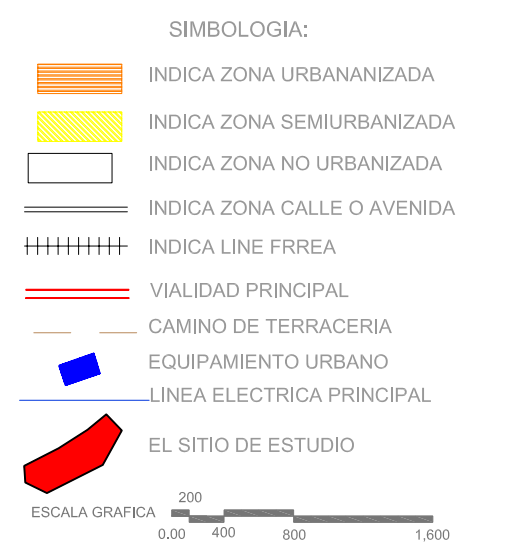 SIMBOLOGIA:
INDICA ZONA URBANANIZADA
INDICA ZONA SEMIURBANIZADA
INDICA ZONA NO URBANIZADA
INDICA ZONA CALLE O AVENIDA
INDICA LINE FRREA
VIALIDAD PRINCIPAL
CAMINO DE TERRACERIA
EQUIPAMIENTO URBANO
LINEA ELECTRICA PRINCIPAL
EL SITIO DE ESTUDIO
200
ESCALA GRAFICA
0.00 400 800 1,600